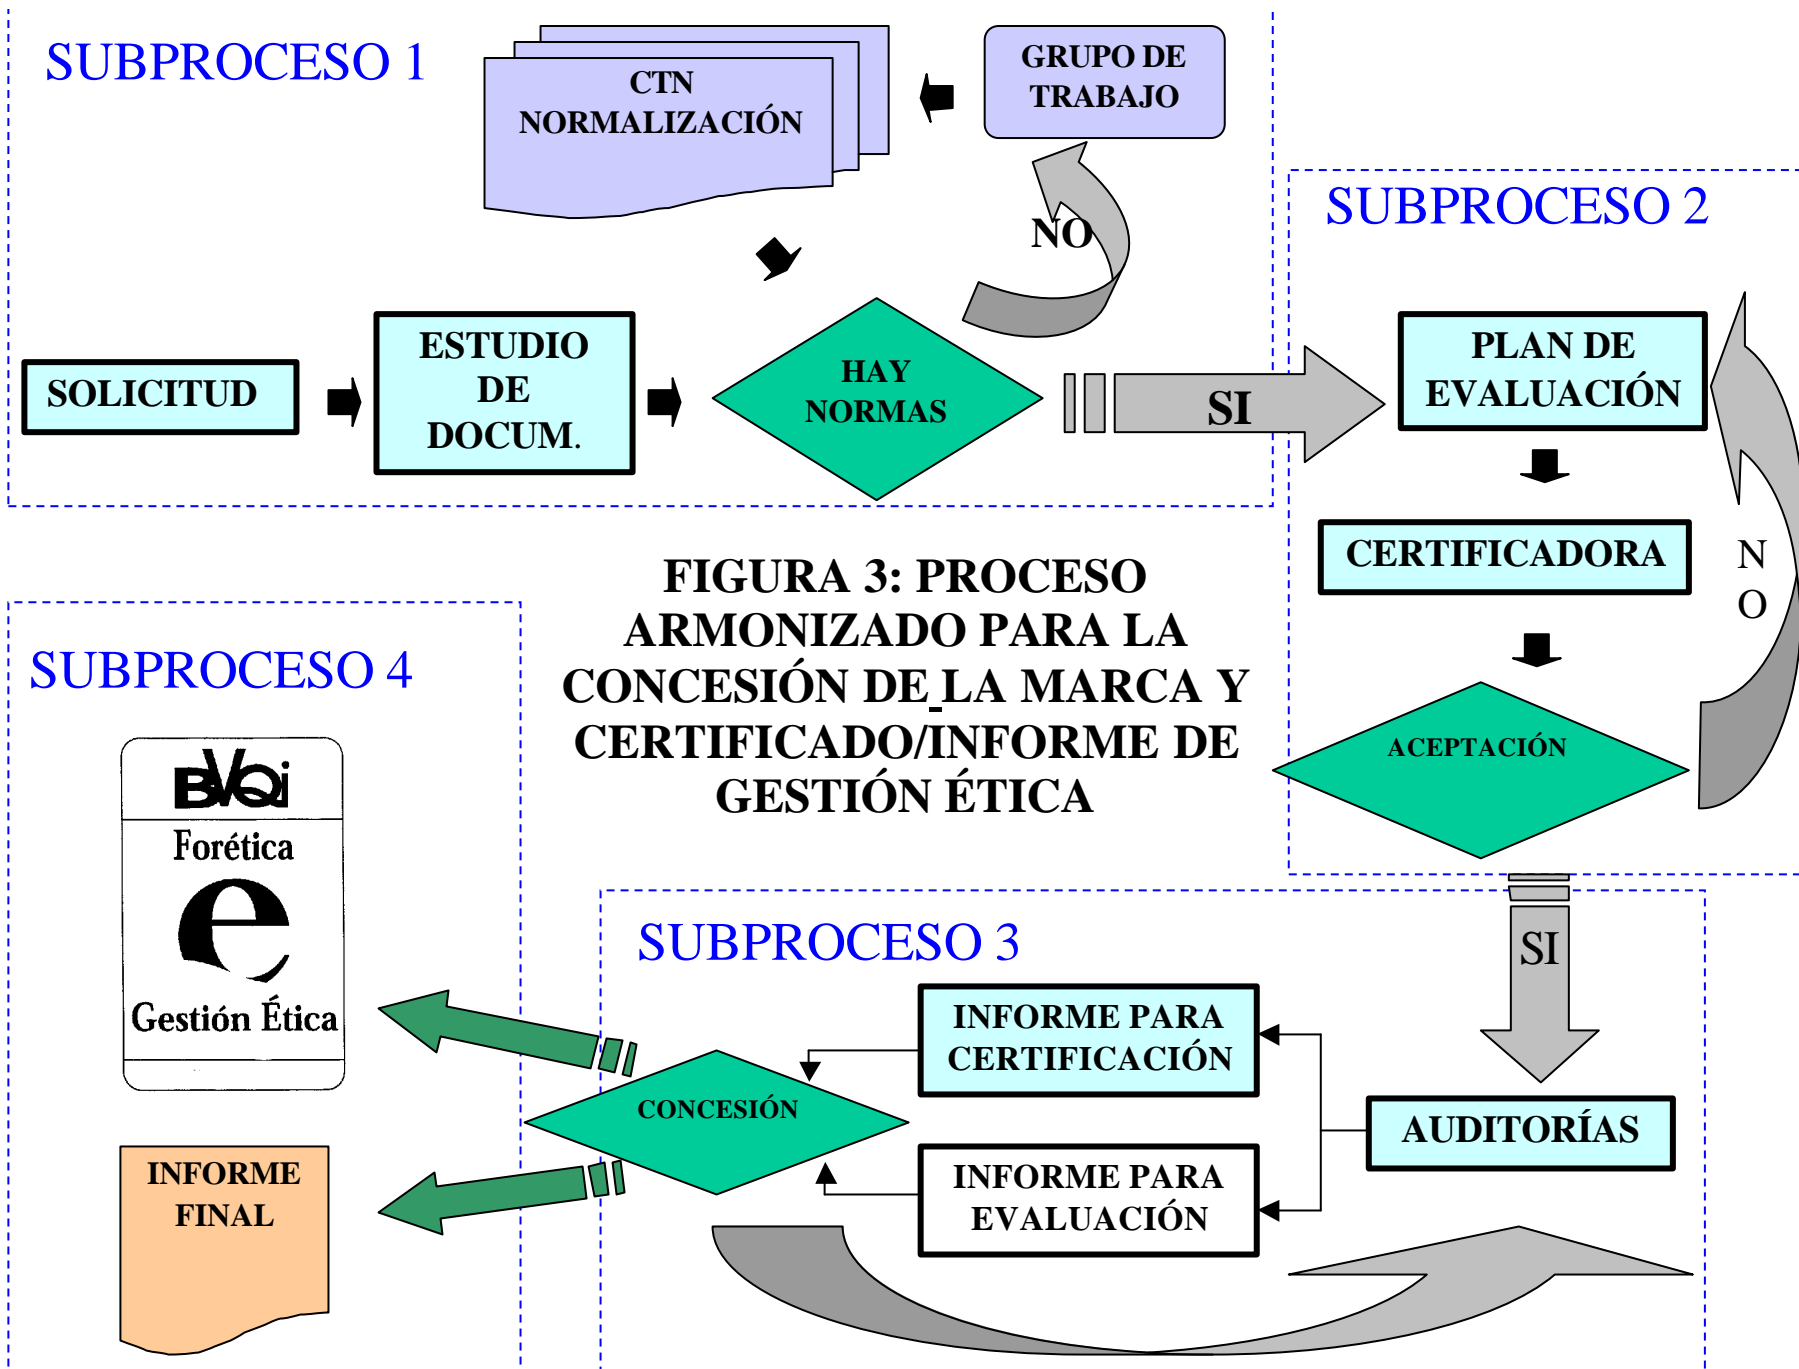 SUBPROCESO 1
CTN
NORMALIZACIÓN
GRUPO DE
TRABAJO
NO
SOLICITUD
ESTUDIO
DE
DOCUM.
HAY
NORMAS
SI
SUBPROCESO 2
PLAN DE
EVALUACIÓN
CERTIFICADORA
N
O
ACEPTACIÓN
SI
FIGURA 3: PROCESO
ARMONIZADO PARA LA
CONCESIÓN DE LA MARCA Y
CERTIFICADO/INFORME DE
GESTIÓN ÉTICA
SUBPROCESO 3
INFORME PARA
CERTIFICACIÓN
AUDITORÍAS
INFORME PARA
EVALUACIÓN
CONCESIÓN
SUBPROCESO 4
BVQi
Forética
e
Gestión Ética
INFORME
FINAL